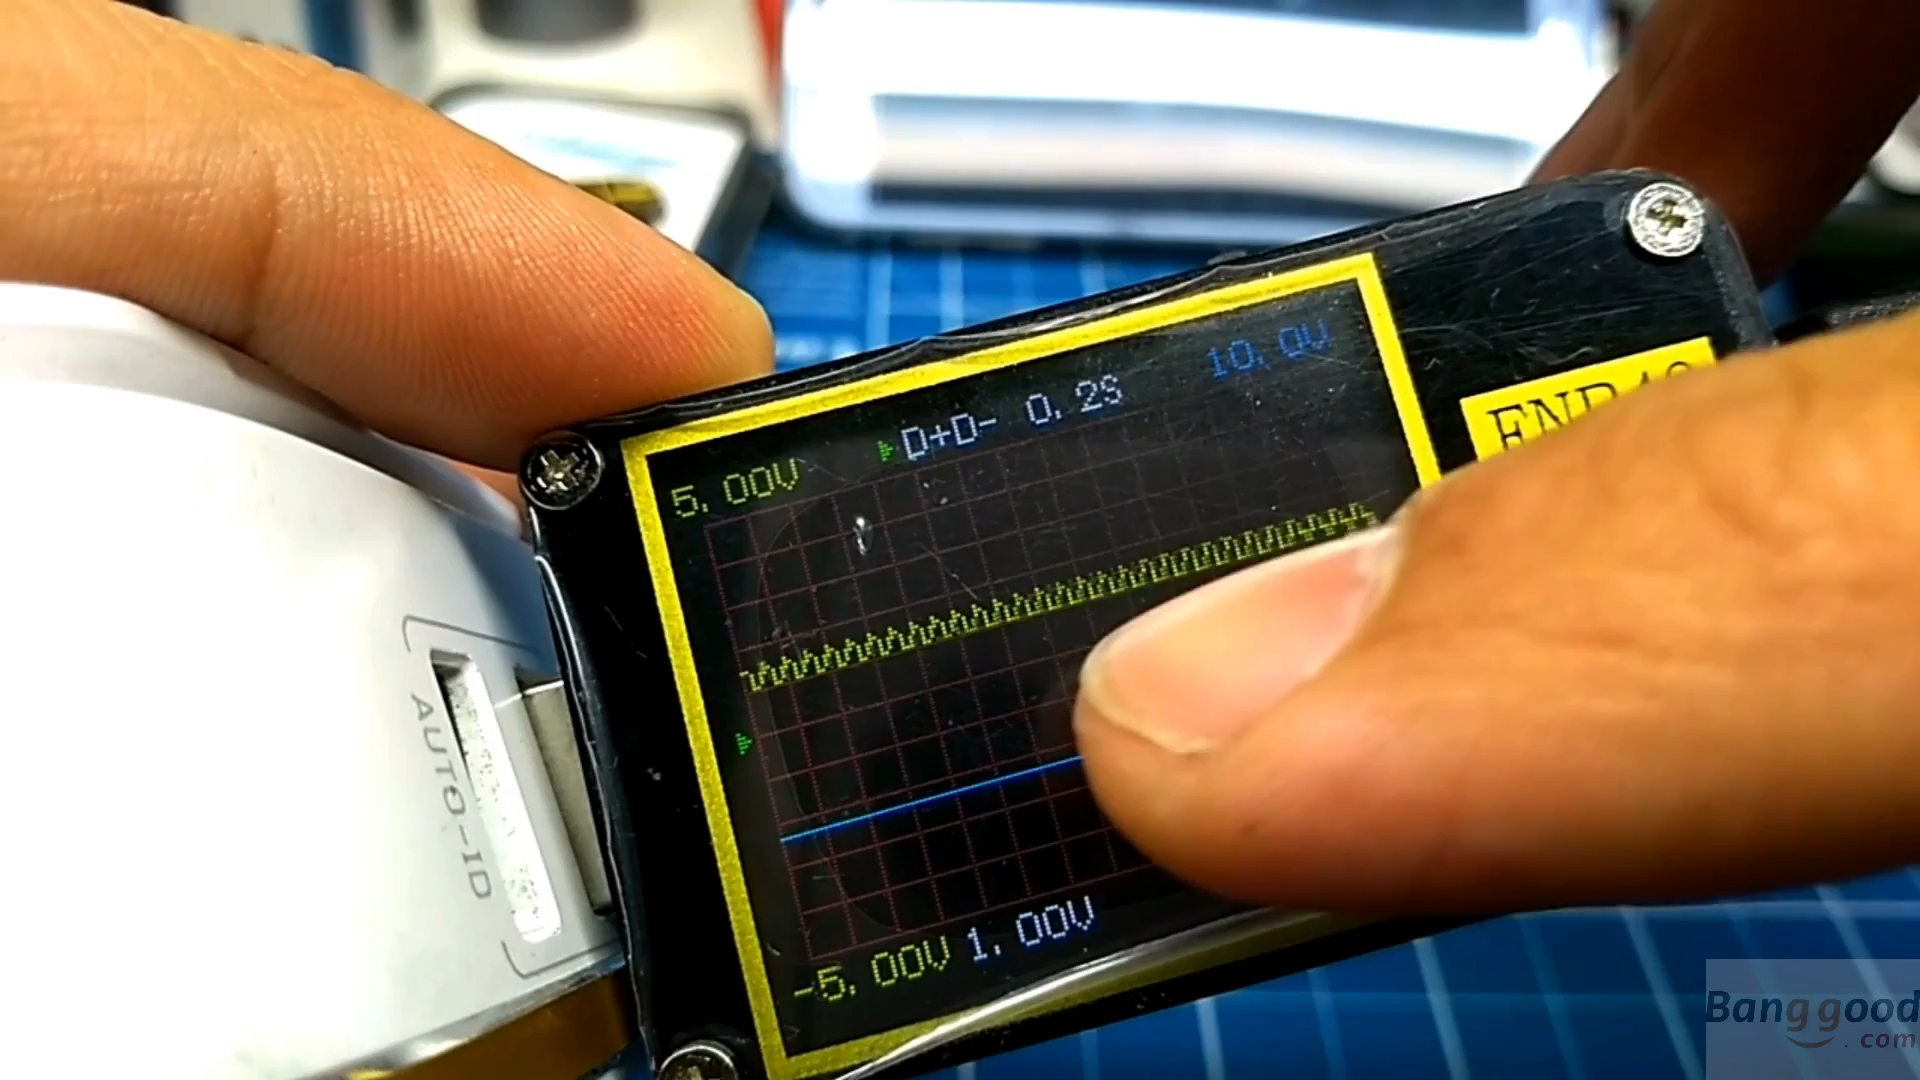 10.0V
D+D- 0.2S
5.00V
-5.00V 1.00V
AUTO-ID
Banggood
.com